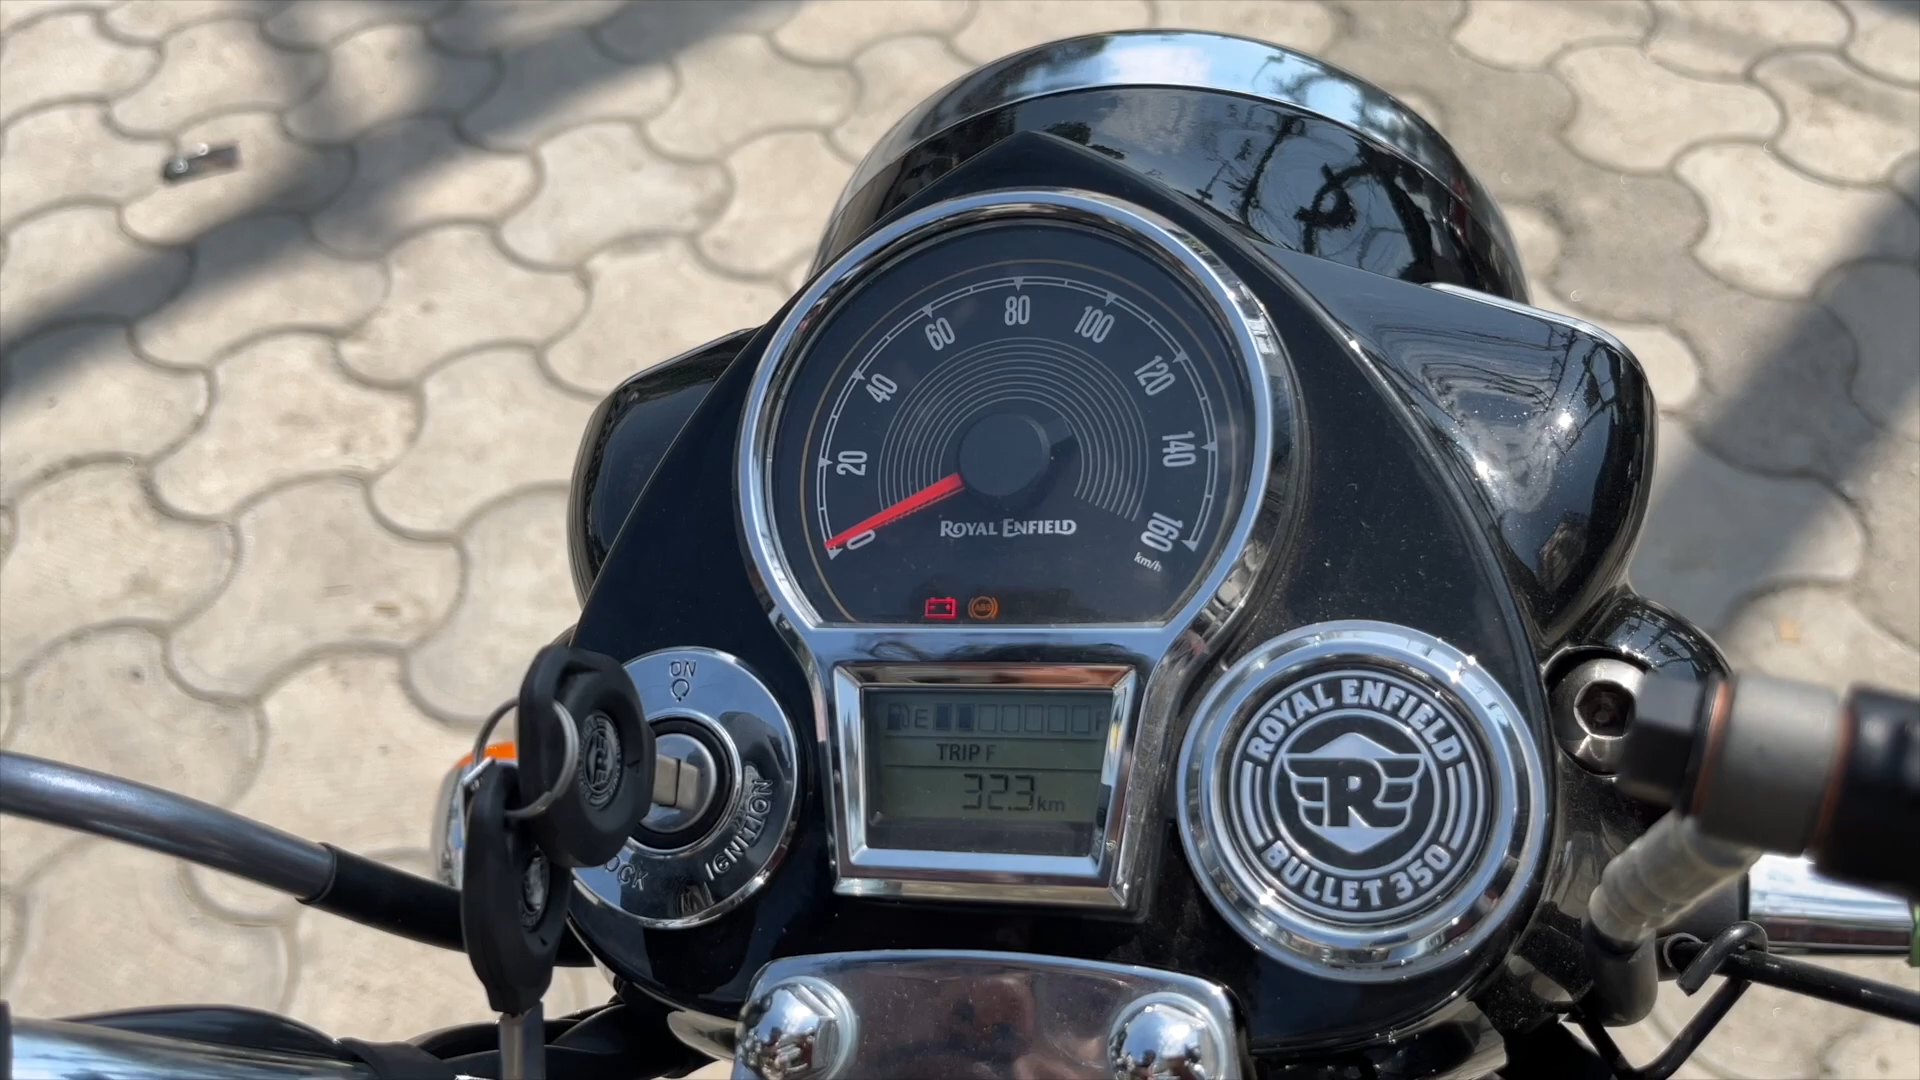 0
20
40
60
80
100
120
140
160
km/h
ROYAL ENFIELD
ABS
ON
IGNITION
E
TRIP F
32.3 km
ROYAL ENFIELD
R
BULLET 350